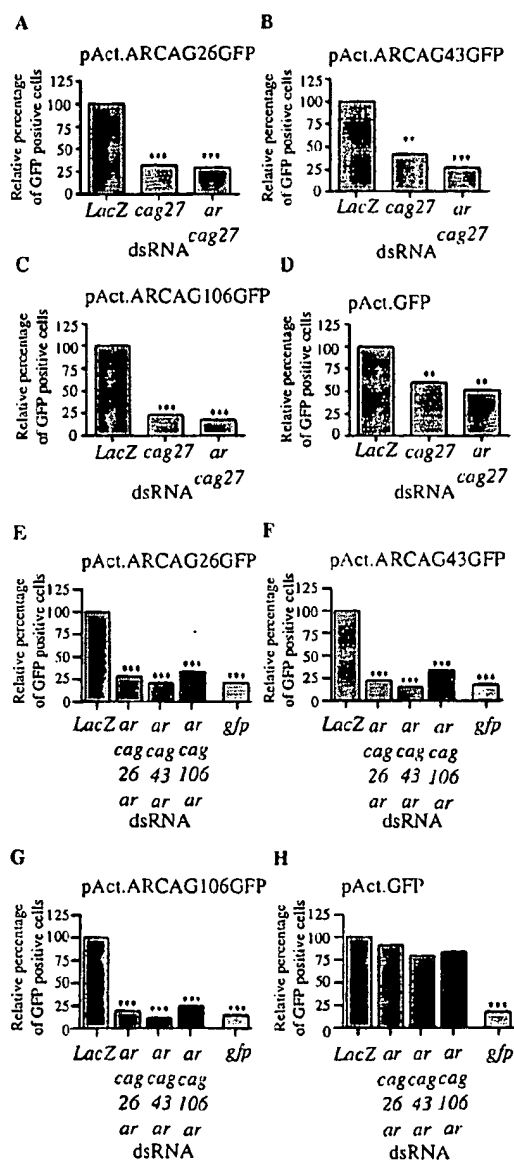 A
pAct.ARCAG26GFP
Relative percentage
of GFP positive cells
125
100
75
50
25
0
***
***
LacZ cag27 ar
cag27
dsRNA
B
pAct.ARCAG43GFP
Relative percentage
of GFP positive cells
125
100
75
50
25
0
**
***
LacZ cag27 ar
cag27
dsRNA
C
pAct.ARCAG106GFP
Relative percentage
of GFP positive cells
125
100
75
50
25
0
***
***
LacZ cag27 ar
cag27
dsRNA
D
pAct.GFP
Relative percentage
of GFP positive cells
125
100
75
50
25
0
**
**
LacZ cag27 ar
cag27
dsRNA
E
pAct.ARCAG26GFP
Relative percentage
of GFP positive cells
125
100
75
50
25
0
*** *** *** ***
LacZ ar ar ar gfp
cag cag cag
26 43 106
ar ar ar
dsRNA
F
pAct.ARCAG43GFP
Relative percentage
of GFP positive cells
125
100
75
50
25
0
*** *** *** ***
LacZ ar ar ar gfp
cag cag cag
26 43 106
ar ar ar
dsRNA
G
pAct.ARCAG106GFP
Relative percentage
of GFP positive cells
125
100
75
50
25
0
*** *** *** ***
LacZ ar ar ar gfp
cag cag cag
26 43 106
ar ar ar
dsRNA
H
pAct.GFP
Relative percentage
of GFP positive cells
125
100
75
50
25
0
***
LacZ ar ar ar gfp
cag cag cag
26 43 106
ar ar ar
dsRNA